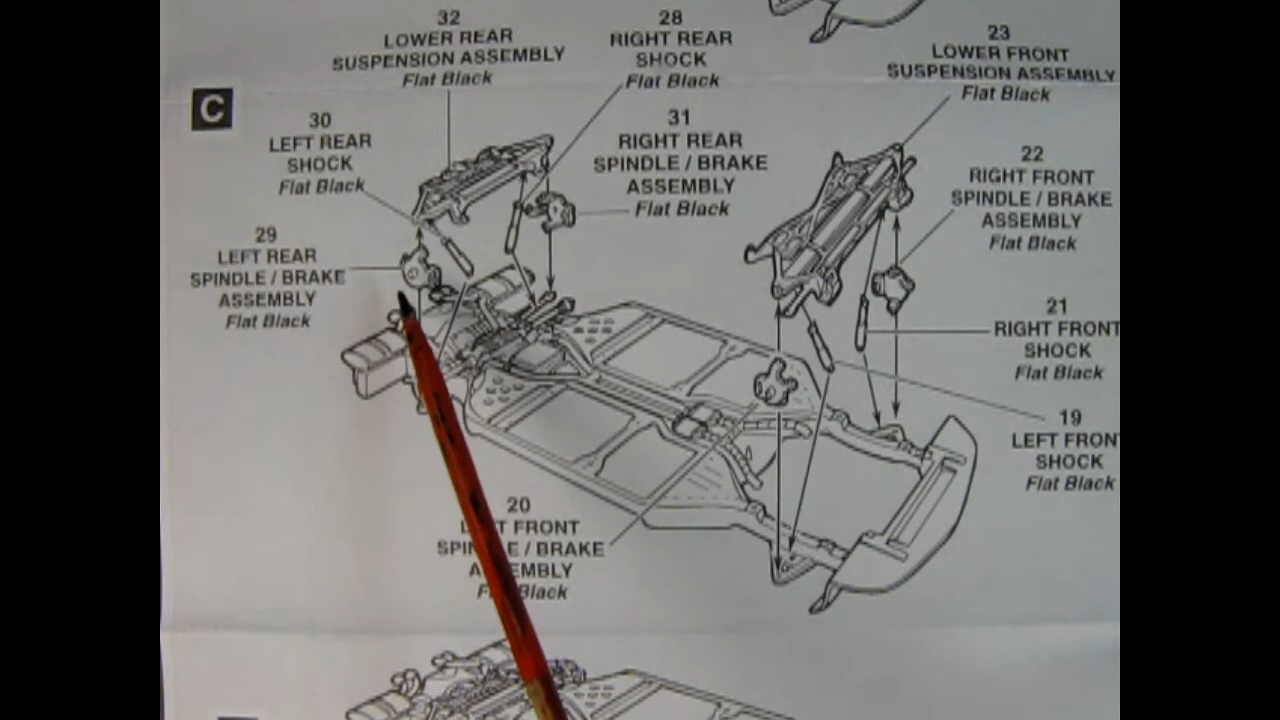 C
32
LOWER REAR
SUSPENSION ASSEMBLY
Flat Black
28
RIGHT REAR
SHOCK
Flat Black
23
LOWER FRONT
SUSPENSION ASSEMBLY
Flat Black
30
LEFT REAR
SHOCK
Flat Black
31
RIGHT REAR
SPINDLE / BRAKE
ASSEMBLY
Flat Black
22
RIGHT FRONT
SPINDLE / BRAKE
ASSEMBLY
Flat Black
29
LEFT REAR
SPINDLE / BRAKE
ASSEMBLY
Flat Black
21
RIGHT FRONT
SHOCK
Flat Black
19
LEFT FRON
SHOCK
Flat Black
20
FRONT
BRAKE
Black